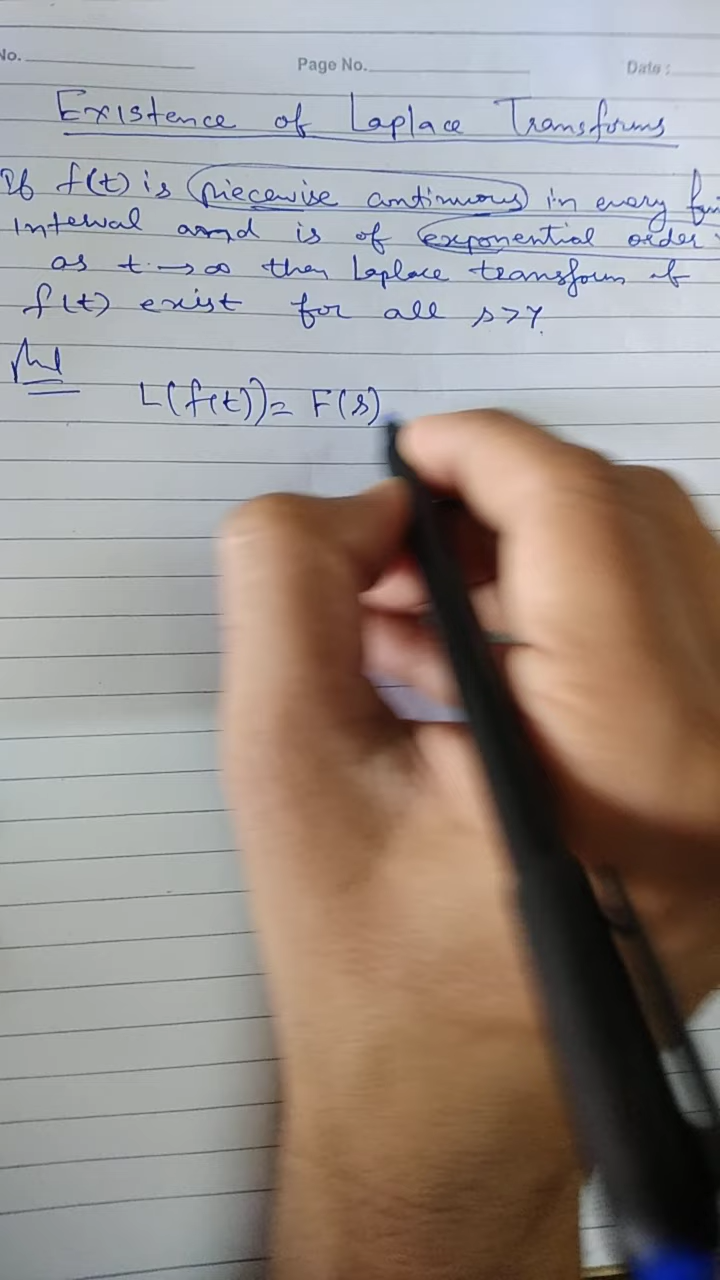 No.
Page No.
Date :
Existence of Laplace Transforms
If f(t) is piecewise continuous in every
Interval and is of exponential order
as t → ∞ then Laplace transform of
f(t) exist for all s>γ.
L(f(t)) = F(s)